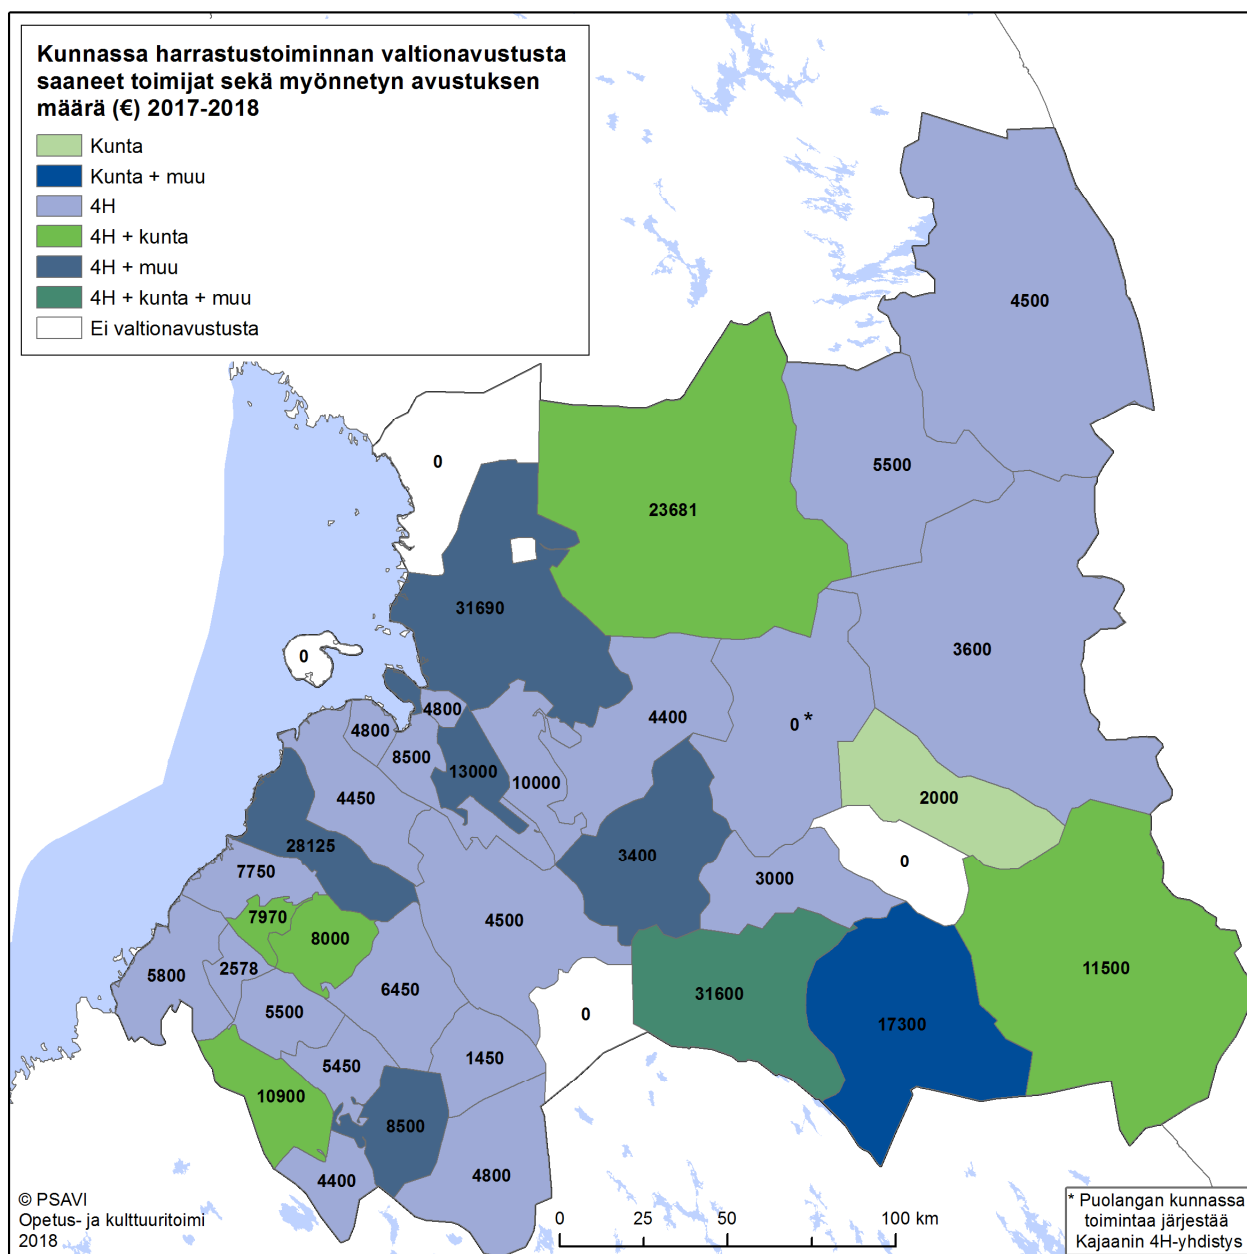 Kunnassa harrastustoiminnan valtionavustusta
saaneet toimijat sekä myönnetyn avustuksen
määrä (€) 2017-2018
Kunta
Kunta + muu
4H
4H + kunta
4H + muu
4H + kunta + muu
Ei valtionavustusta
4500
0
5500
23681
31690
3600
0
4400
4800
0 *
4800
8500
13000
10000
4450
2000
28125
3400
0
7750
3000
7970
4500
8000
5800
2578
11500
6450
31600
5500
0
17300
1450
5450
10900
8500
4400
4800
© PSAVI
Opetus- ja kulttuuritoimi
2018
0 25 50 100 km
* Puolangan kunnassa
toimintaa järjestää
Kajaanin 4H-yhdistys